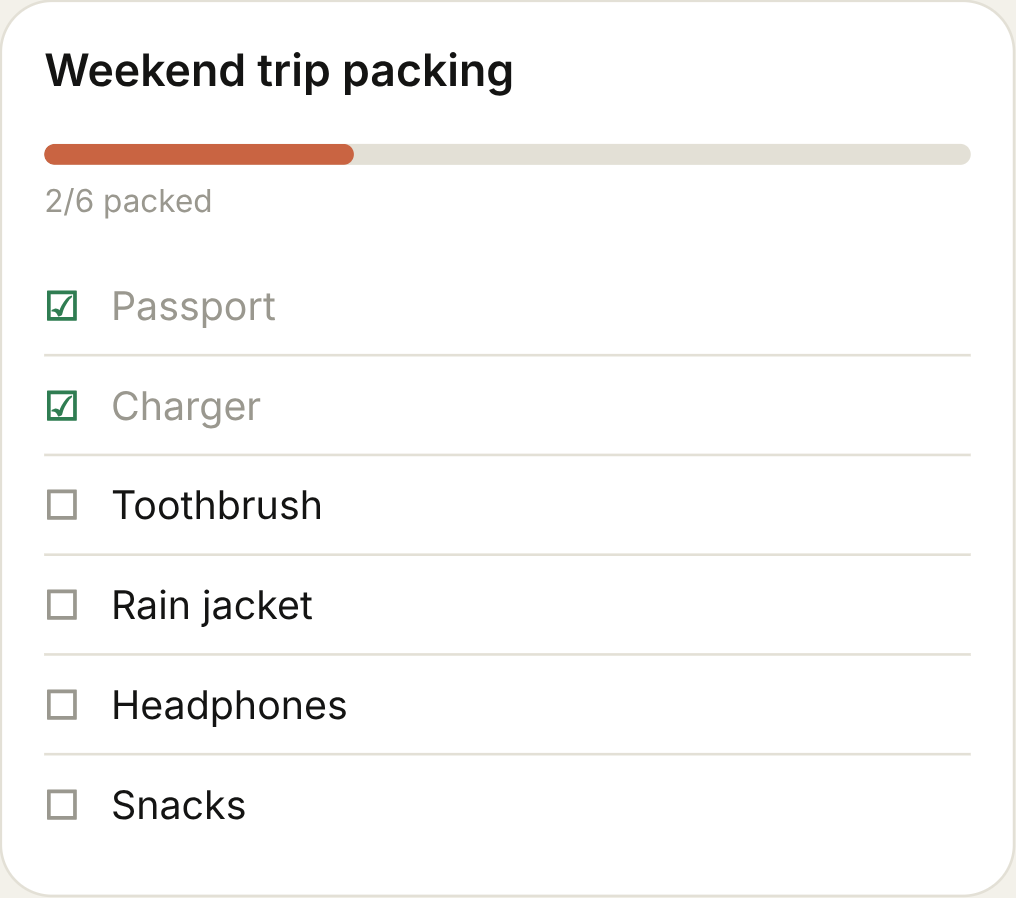 Weekend trip packing
2/6 packed
☑ Passport
☑ Charger
☐ Toothbrush
☐ Rain jacket
☐ Headphones
☐ Snacks